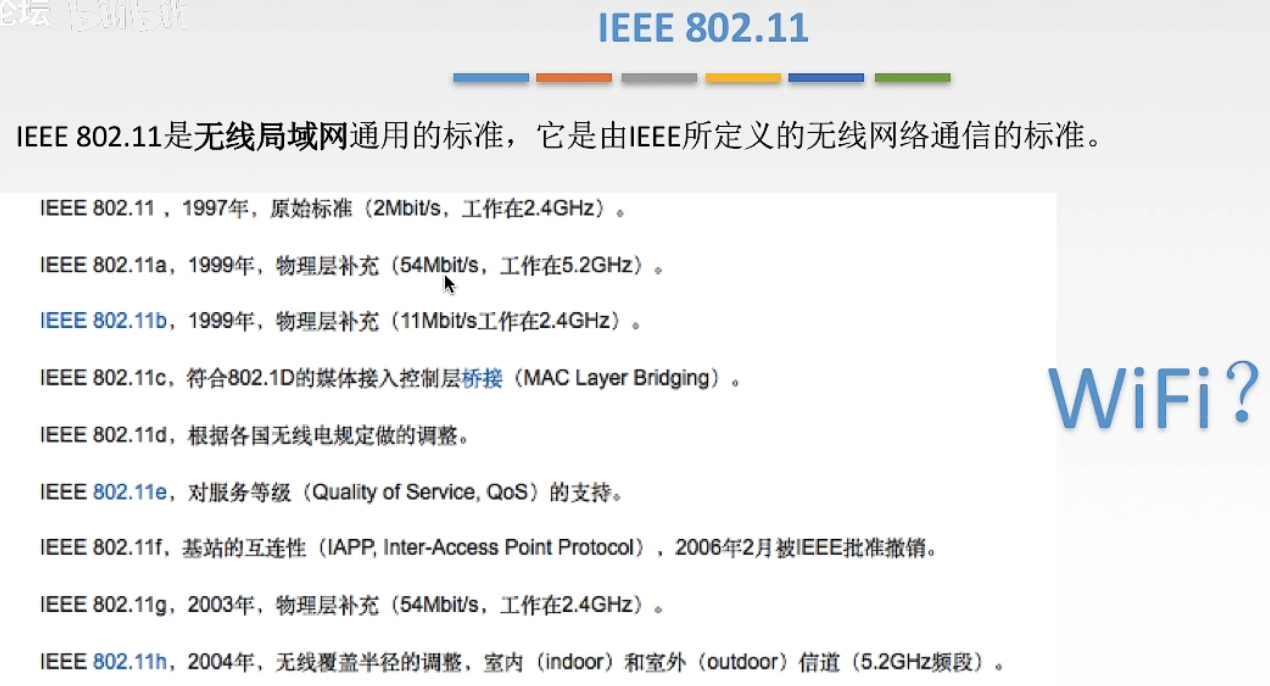 论坛 bilibili
IEEE 802.11
IEEE 802.11是无线局域网通用的标准，它是由IEEE所定义的无线网络通信的标准。
IEEE 802.11 ，1997年，原始标准（2Mbit/s，工作在2.4GHz）。
IEEE 802.11a，1999年，物理层补充（54Mbit/s，工作在5.2GHz）。
IEEE 802.11b，1999年，物理层补充（11Mbit/s工作在2.4GHz）。
IEEE 802.11c，符合802.1D的媒体接入控制层桥接（MAC Layer Bridging）。
IEEE 802.11d，根据各国无线电规定做的调整。
IEEE 802.11e，对服务等级（Quality of Service, QoS）的支持。
IEEE 802.11f，基站的互连性（IAPP, Inter-Access Point Protocol），2006年2月被IEEE批准撤销。
IEEE 802.11g，2003年，物理层补充（54Mbit/s，工作在2.4GHz）。
IEEE 802.11h，2004年，无线覆盖半径的调整，室内（indoor）和室外（outdoor）信道（5.2GHz频段）。
WiFi？